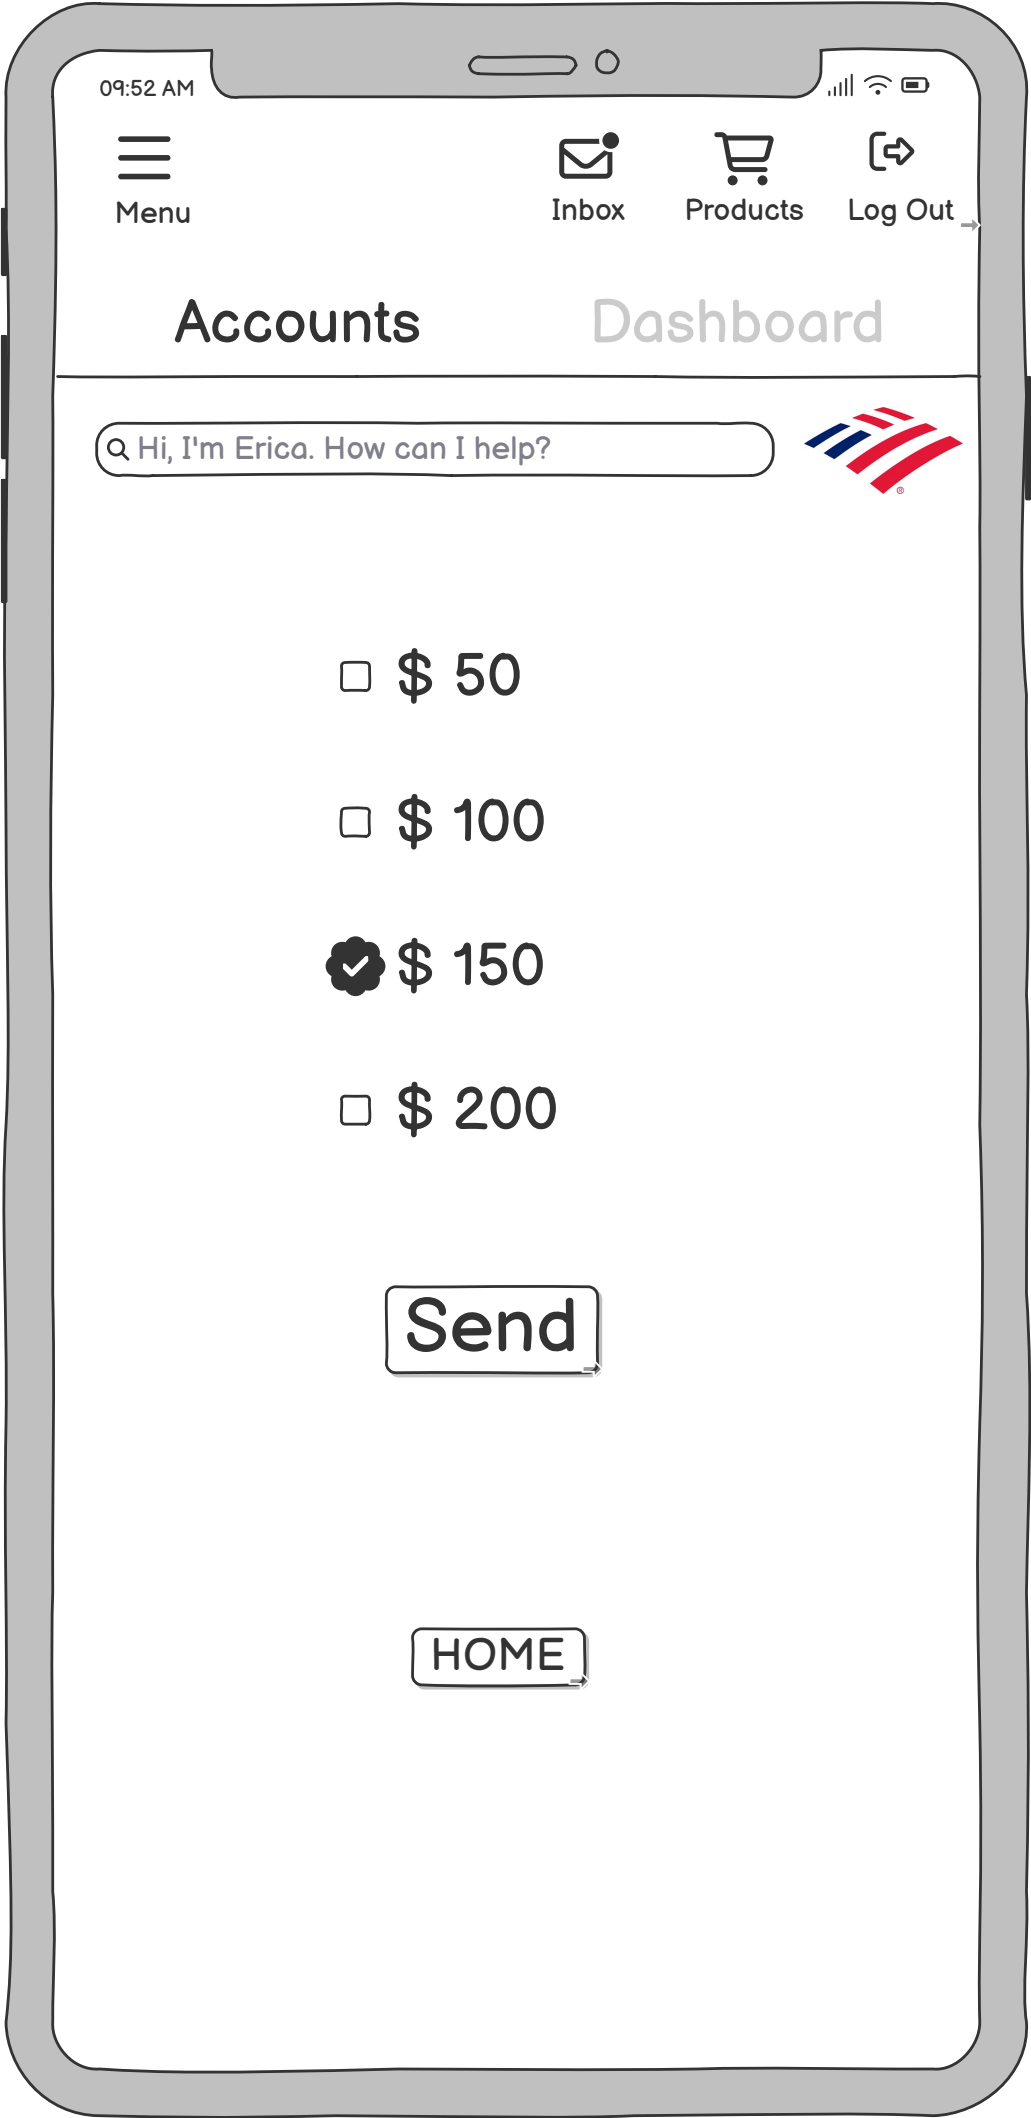 09:52 AM
Menu
Inbox
Products
Log Out
Accounts
Dashboard
Hi, I'm Erica. How can I help?
®
$ 50
$ 100
$ 150
$ 200
Send
HOME